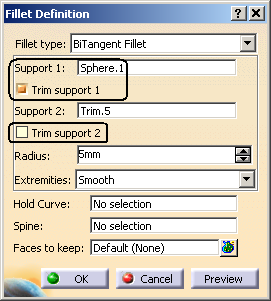 Fillet Definition
Fillet type: BiTangent Fillet
Support 1: Sphere.1
Trim support 1
Support 2: Trim.5
Trim support 2
Radius: 5mm
Extremities: Smooth
Hold Curve: No selection
Spine: No selection
Faces to keep: Default (None)
OK Cancel Preview